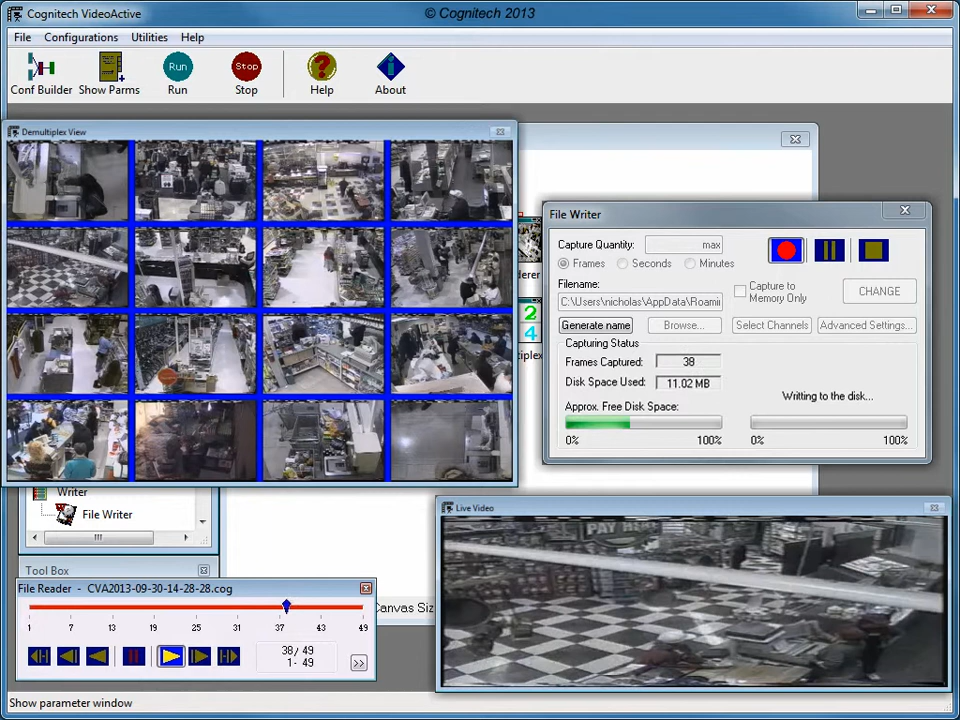 Cognitech VideoActive
© Cognitech 2013
File Configurations Utilities Help
Run Stop
Conf Builder Show Parms Run Stop Help About
Demultiplex View
File Writer
Capture Quantity: max
Frames Seconds Minutes
Filename:
Capture to
Memory Only
CHANGE
C:\Users\nicholas\AppData\Roami
Generate name Browse... Select Channels Advanced Settings...
Capturing Status
Frames Captured: 38
Disk Space Used: 11.02 MB
Writting to the disk...
Approx. Free Disk Space:
0% 100% 0% 100%
derer
2
4
plex
Writer
File Writer
Tool Box
File Reader - CVA2013-09-30-14-28-28.cog
1 7 13 19 25 31 37 43 49
38/ 49
1- 49
>>
Canvas Siz
Live Video
PAY HERE
Show parameter window